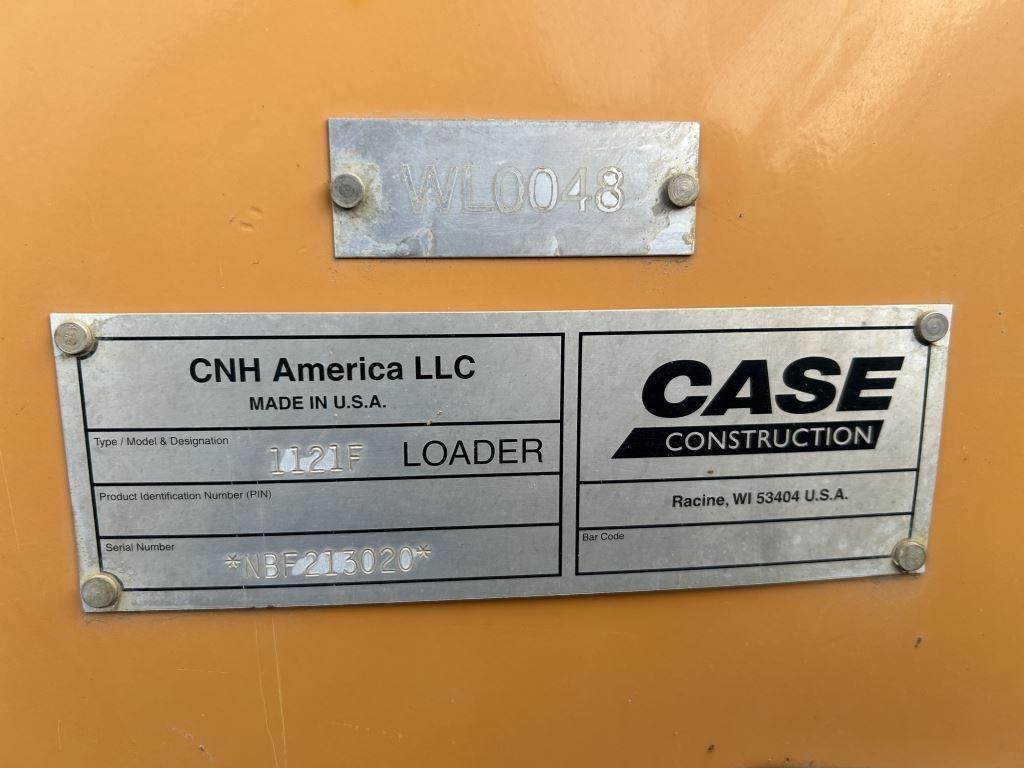 WL0048
CNH America LLC
MADE IN U.S.A.
Type / Model & Designation
1121F LOADER
Product Identification Number (PIN)
Serial Number
*NBF213020*
CASE
CONSTRUCTION
Racine, WI 53404 U.S.A.
Bar Code